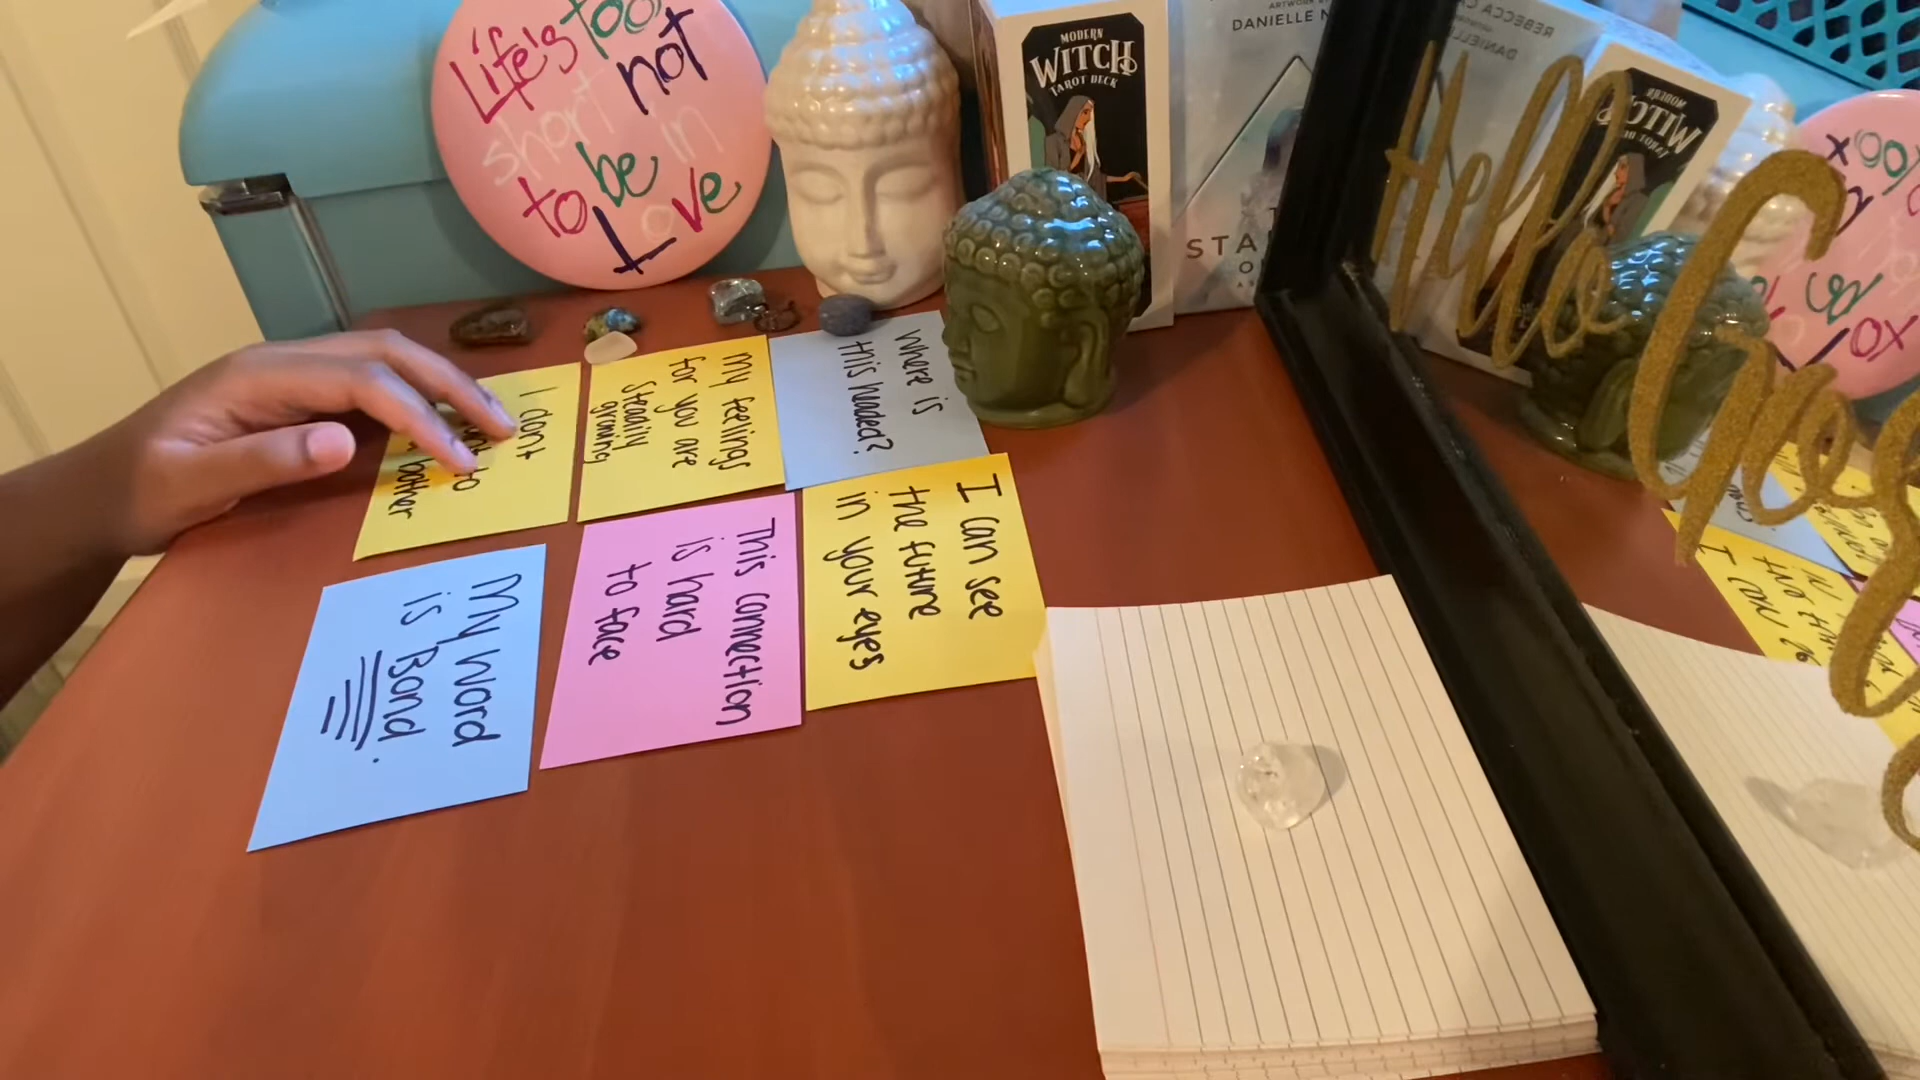 Life's too
not
short
to be in
Love
MODERN
WITCH
TAROT DECK
ARTWORK BY
DANIELLE
STA
O
Hello
I don't
to
bother
My feelings
for you are
steadily
growing
where is
this headed?
My word
is Bond.
This connection
is hard
to face
I can see
the future
in your eyes